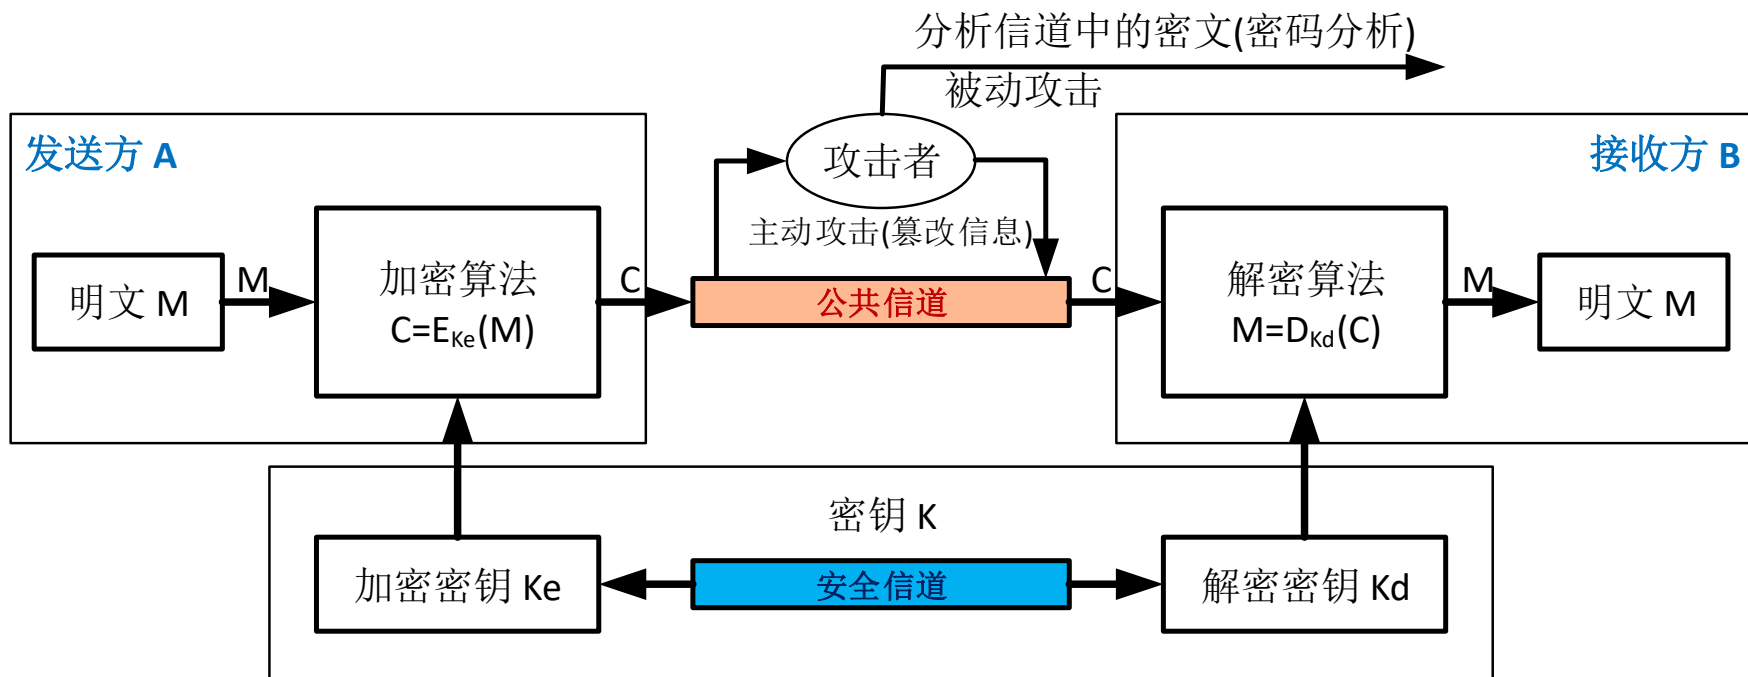 分析信道中的密文(密码分析)
被动攻击
发送方 A
攻击者
接收方 B
主动攻击(篡改信息)
明文 M
M
加密算法
C=E_Ke(M)
C
公共信道
C
解密算法
M=D_Kd(C)
M
明文 M
密钥 K
加密密钥 Ke
安全信道
解密密钥 Kd